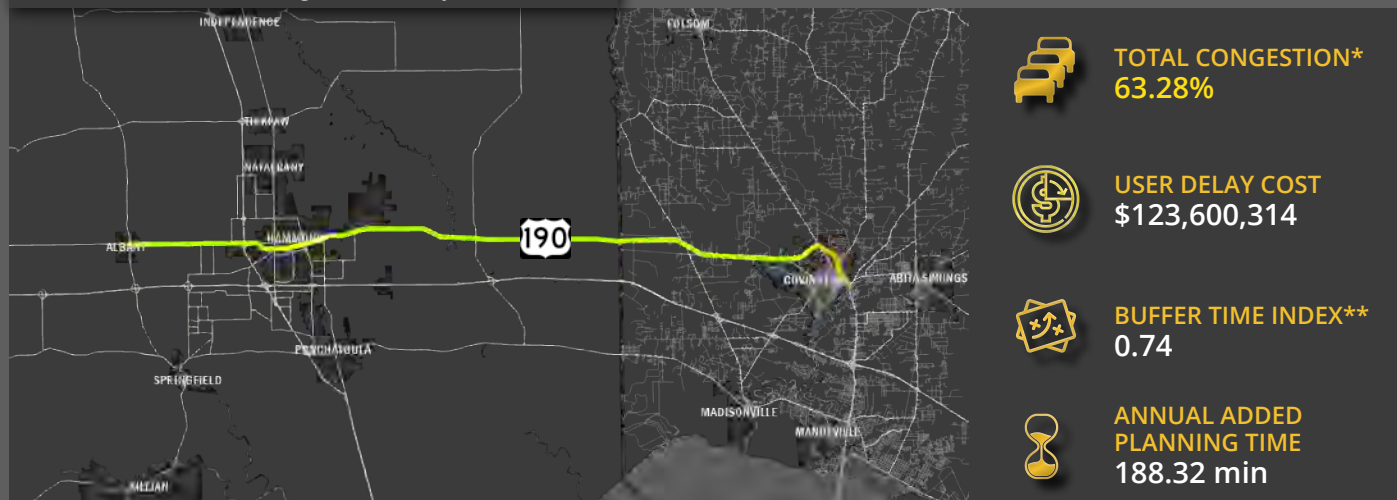 INDEPENDENCE
FOLSOM
TICKFAW
NATALBANY
ALBANY
HAMMOND
190
COVINGTON
ABITA SPRINGS
PONCHATOULA
SPRINGFIELD
MADISONVILLE
MANDEVILLE
KILLIAN
TOTAL CONGESTION*
63.28%
USER DELAY COST
$123,600,314
BUFFER TIME INDEX**
0.74
ANNUAL ADDED
PLANNING TIME
188.32 min